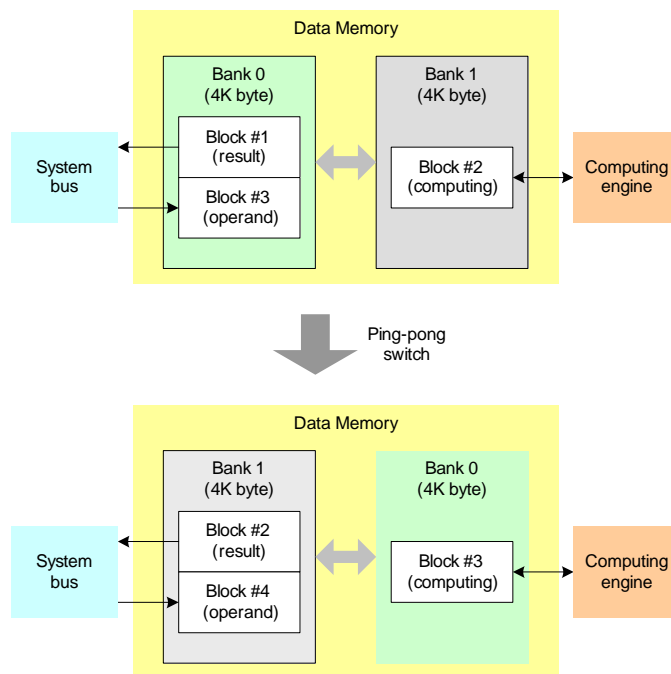 Data Memory
Bank 0
(4K byte)
Bank 1
(4K byte)
System
bus
Block #1
(result)
Block #3
(operand)
Block #2
(computing)
Computing
engine
Ping-pong
switch
Data Memory
Bank 1
(4K byte)
Bank 0
(4K byte)
System
bus
Block #2
(result)
Block #4
(operand)
Block #3
(computing)
Computing
engine